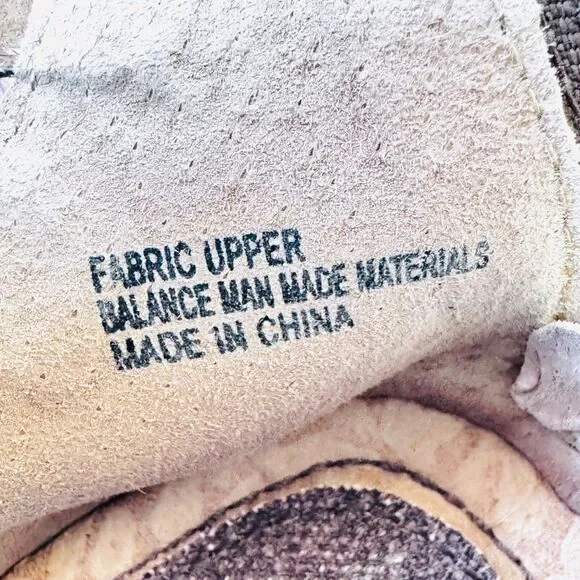 FABRIC UPPER
BALANCE MAN MADE MATERIALS
MADE IN CHINA